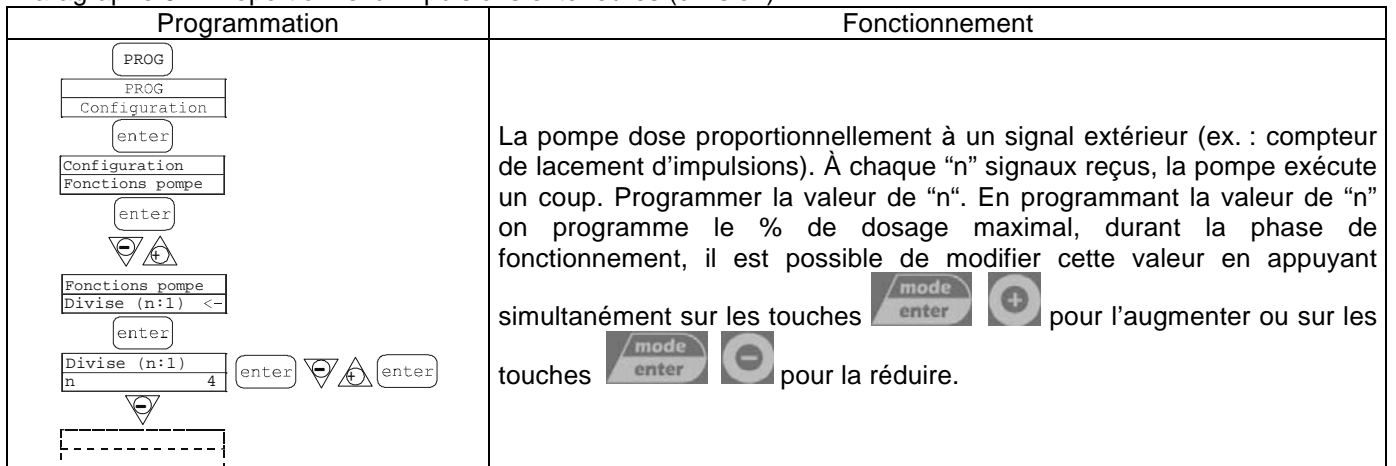 Programmation
Fonctionnement
PROG
PROG
Configuration
enter
Configuration
Fonctions pompe
enter
Fonctions pompe
Divise (n:1) <-
enter
Divise (n:1)
n 4
enter
enter
La pompe dose proportionnellement à un signal extérieur (ex. : compteur
de lacement d’impulsions). À chaque “n” signaux reçus, la pompe exécute
un coup. Programmer la valeur de “n“. En programmant la valeur de “n”
on programme le % de dosage maximal, durant la phase de
fonctionnement, il est possible de modifier cette valeur en appuyant
simultanément sur les touches mode enter + pour l’augmenter ou sur les
touches mode enter - pour la réduire.